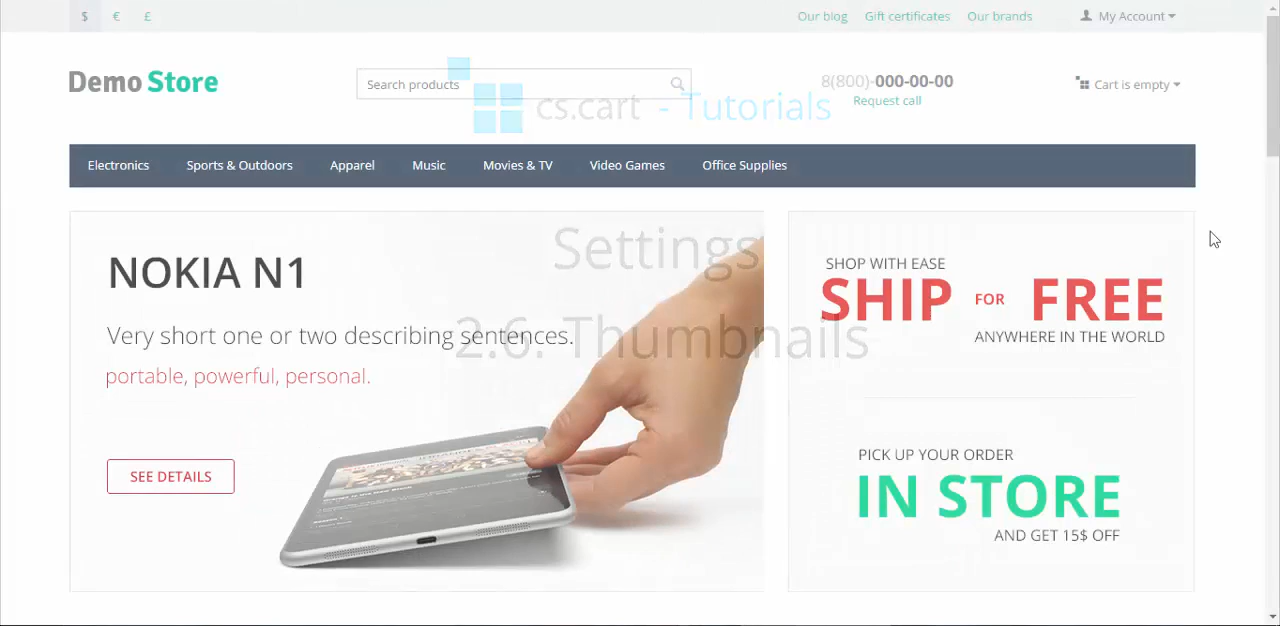 $ € £ Our blog Gift certificates Our brands My Account
Demo Store Search products 8(800)-000-00-00 Cart is empty
Request call
cs.cart - Tutorials
Electronics Sports & Outdoors Apparel Music Movies & TV Video Games Office Supplies
Settings
2.6. Thumbnails
NOKIA N1
Very short one or two describing sentences.
portable, powerful, personal.
SEE DETAILS
SHOP WITH EASE
SHIP FOR FREE
ANYWHERE IN THE WORLD
PICK UP YOUR ORDER
IN STORE
AND GET 15$ OFF